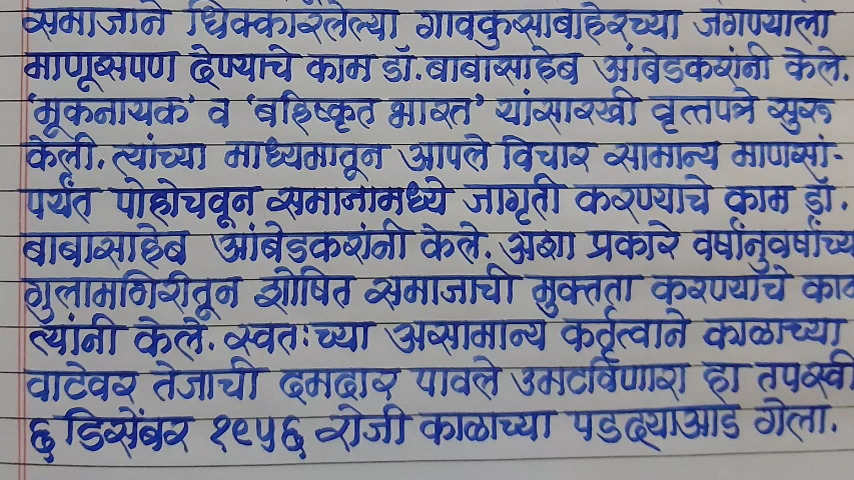 समाजाने धिक्कारलेल्या गावकुसाबाहेरच्या जगण्याला
माणूसपण देण्याचे काम डॉ. बाबासाहेब आंबेडकरांनी केले.
'मूकनायक' व 'बहिष्कृत भारत' यांसारखी वृत्तपत्रे सुरू
केली. त्यांच्या माध्यमातून आपले विचार सामान्य माणसां-
पर्यंत पोहोचवून समाजामध्ये जागृती करण्याचे काम डॉ.
बाबासाहेब आंबेडकरांनी केले. अशा प्रकारे वर्षांनुवर्षांच्य
गुलामगिरीतून शोषित समाजाची मुक्तता करण्याचे काम
त्यांनी केले. स्वतःच्या असामान्य कर्तृत्वाने काळाच्या
वाटेवर तेजाची दमदार पावले उमटविणारा हा तपस्वी
६ डिसेंबर १९५६ रोजी काळाच्या पडद्याआड गेला.